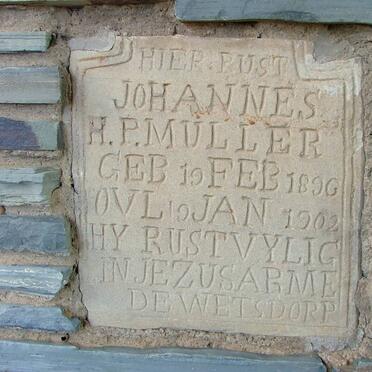 HIER·RUST
JOHANNES
H.P.MULLER
GEB 19 FEB 1896
OVL 19 JAN 1902
HY RUST VYLIG
IN JEZUS ARME
DEWETSDORP